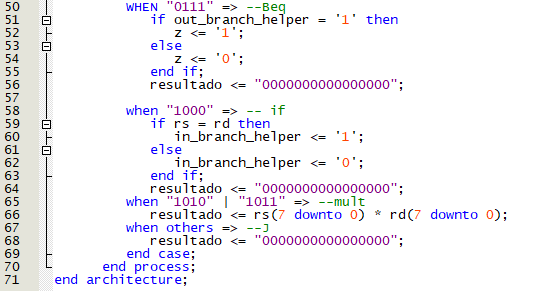 50 WHEN "0111" => --Beq
51 if out_branch_helper = '1' then
52 z <= '1';
53 else
54 z <= '0';
55 end if;
56 resultado <= "0000000000000000";
57
58 when "1000" => -- if
59 if rs = rd then
60 in_branch_helper <= '1';
61 else
62 in_branch_helper <= '0';
63 end if;
64 resultado <= "0000000000000000";
65 when "1010" | "1011" => --mult
66 resultado <= rs(7 downto 0) * rd(7 downto 0);
67 when others => --J
68 resultado <= "0000000000000000";
69 end case;
70 end process;
71 end architecture;